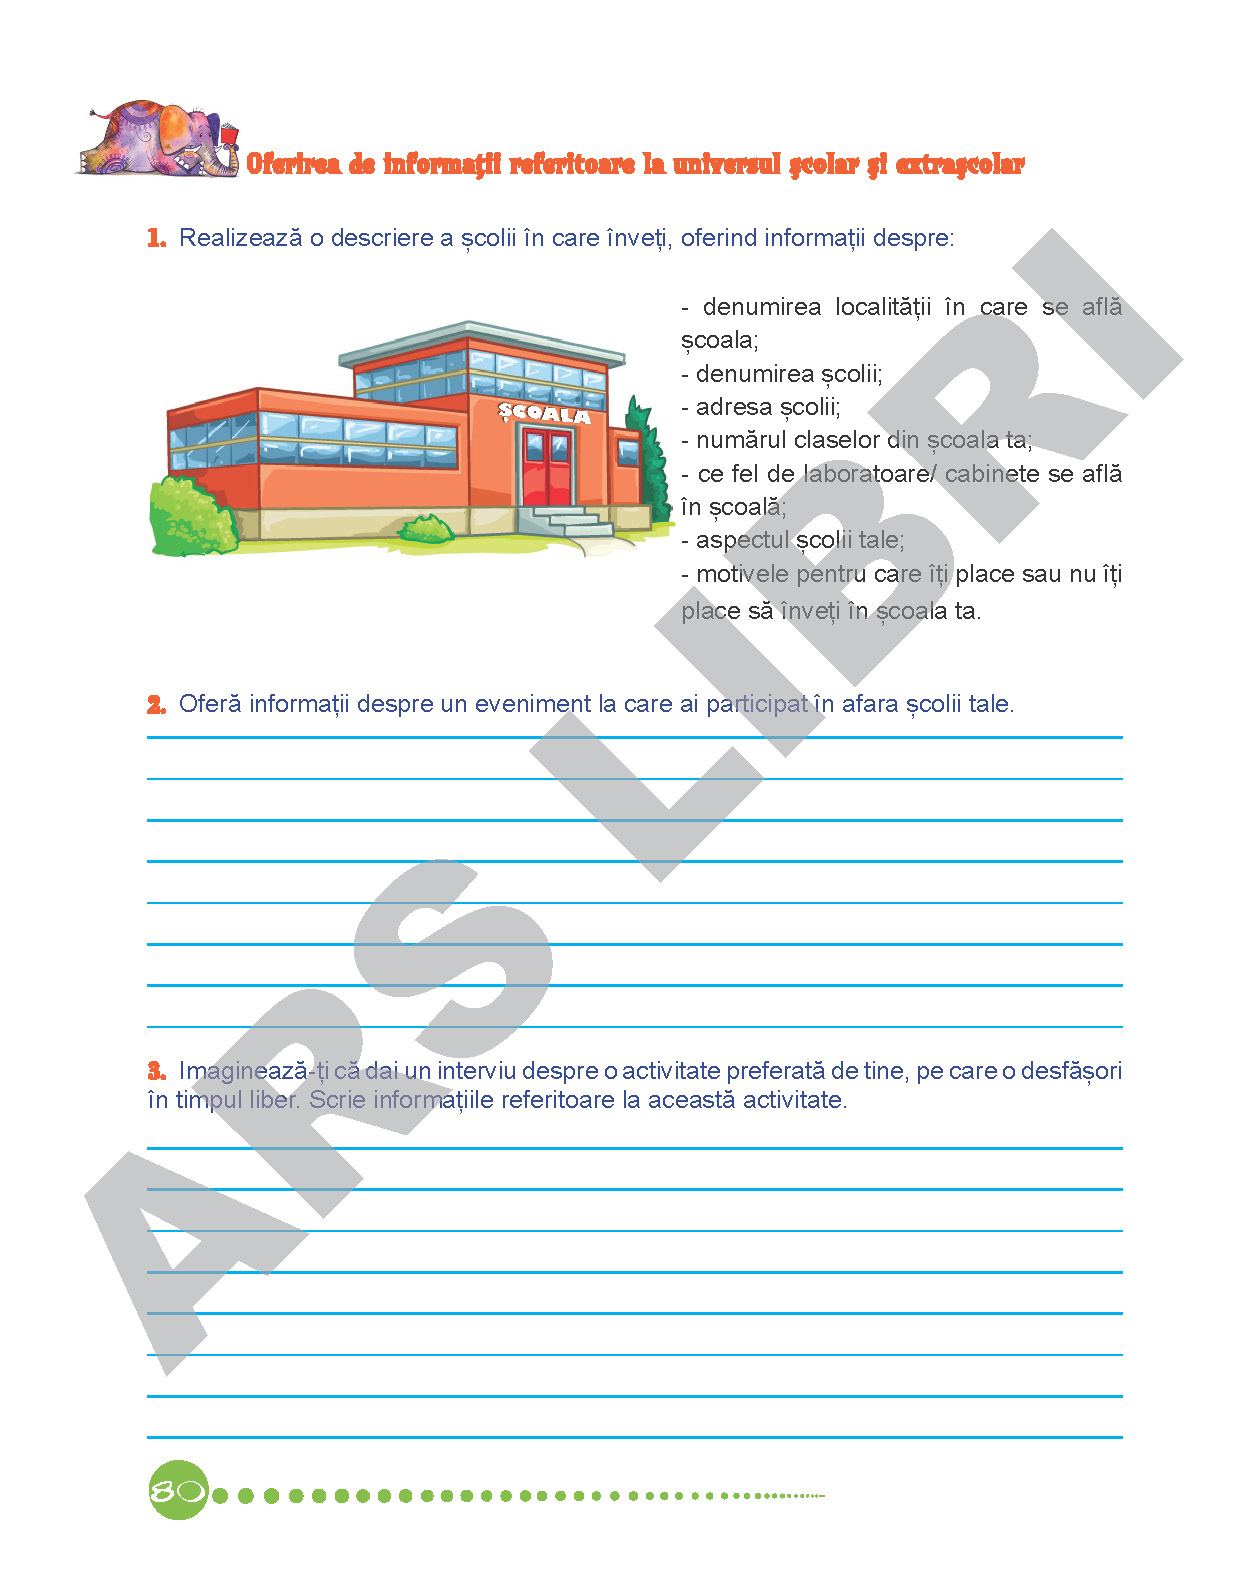 Oferirea de informații referitoare la universul școlar și extrașcolar
1. Realizează o descriere a școlii în care înveți, oferind informații despre:
- denumirea localității în care se află
școala;
- denumirea școlii;
- adresa școlii;
- numărul claselor din școala ta;
- ce fel de laboratoare/ cabinete se află
în școală;
- aspectul școlii tale;
- motivele pentru care îți place sau nu îți
place să înveți în școala ta.
ȘCOALA
2. Oferă informații despre un eveniment la care ai participat în afara școlii tale.
3. Imaginează-ți că dai un interviu despre o activitate preferată de tine, pe care o desfășori
în timpul liber. Scrie informațiile referitoare la această activitate.
80
ARS LIBRI